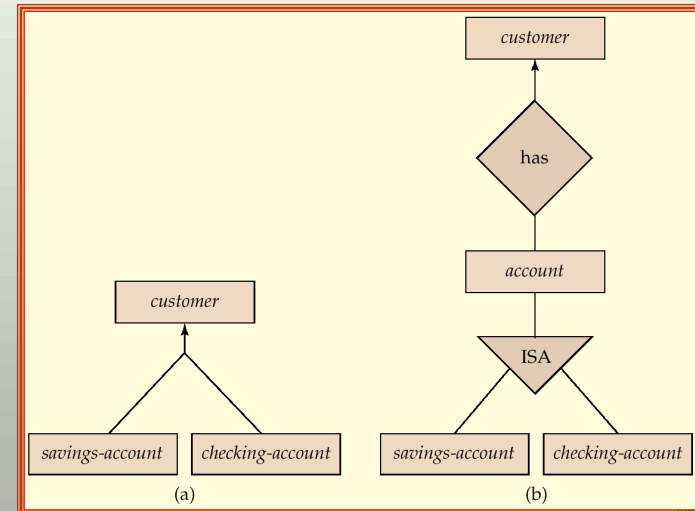 customer
savings-account
checking-account
(a)
customer
has
account
ISA
savings-account
checking-account
(b)